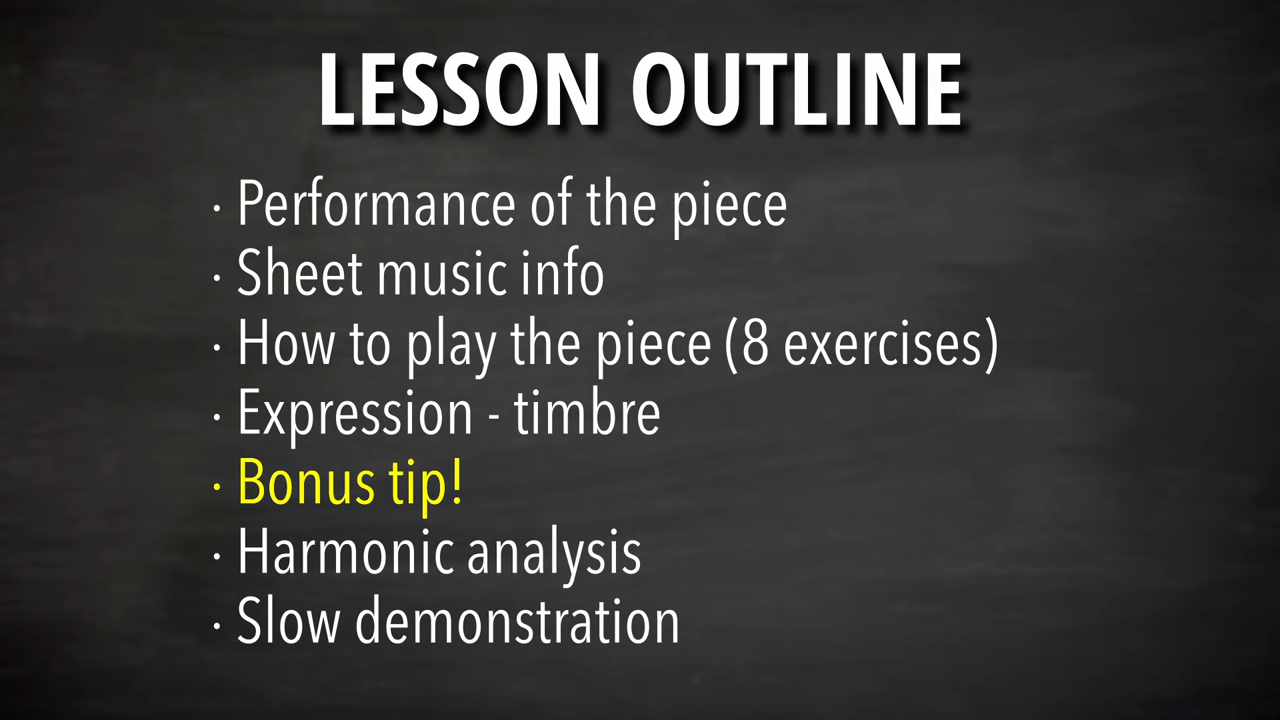 LESSON OUTLINE
· Performance of the piece
· Sheet music info
· How to play the piece (8 exercises)
· Expression - timbre
· Bonus tip!
· Harmonic analysis
· Slow demonstration